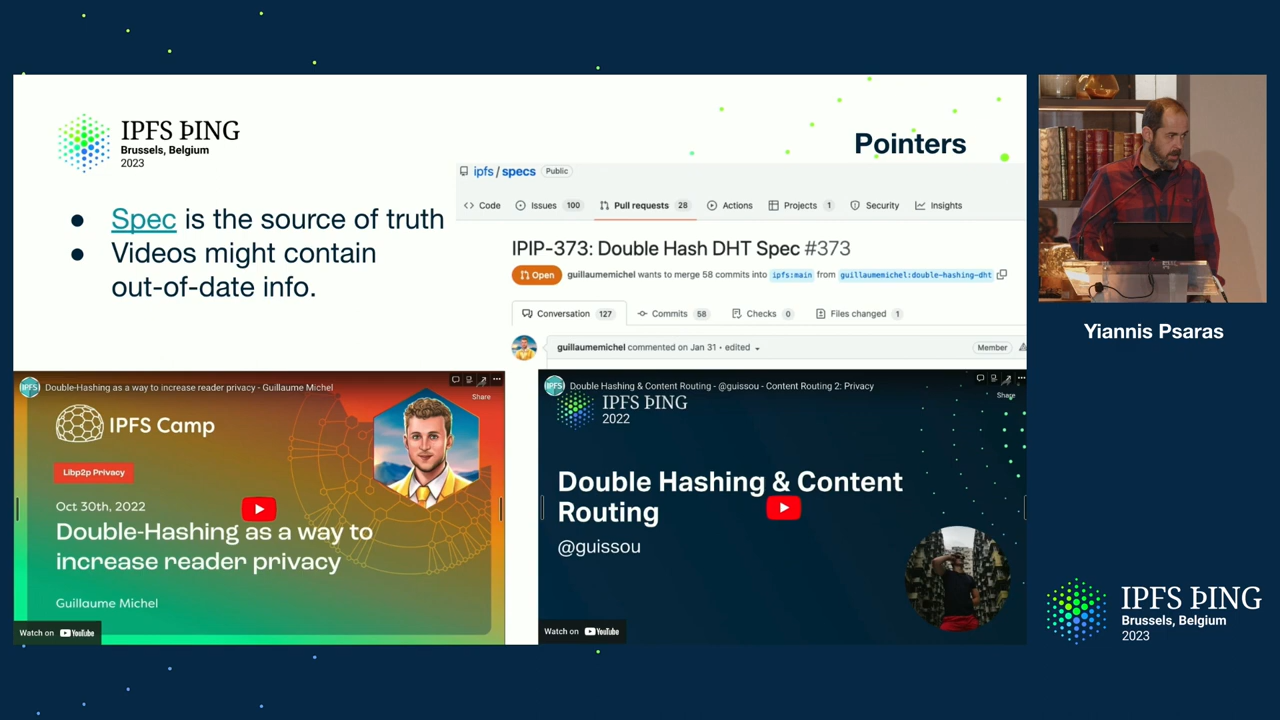 IPFS ÞING
Brussels, Belgium
2023
Pointers
ipfs / specs Public
Code Issues 100 Pull requests 28 Actions Projects 1 Security Insights
● Spec is the source of truth
● Videos might contain
out-of-date info.
IPIP-373: Double Hash DHT Spec #373
Open guillaumemichel wants to merge 58 commits into ipfs:main from guillaumemichel:double-hashing-dht
Conversation 127 Commits 58 Checks 0 Files changed 1
guillaumemichel commented on Jan 31 • edited
Member
Yiannis Psaras
IPFS Double-Hashing as a way to increase reader privacy - Guillaume Michel
Share
IPFS Camp
Libp2p Privacy
Oct 30th, 2022
Double-Hashing as a way to
increase reader privacy
Guillaume Michel
Watch on YouTube
IPFS Double Hashing & Content Routing - @guissou - Content Routing 2: Privacy
Share
IPFS ÞING
2022
Double Hashing & Content
Routing
@guissou
Watch on YouTube
IPFS ÞING
Brussels, Belgium
2023